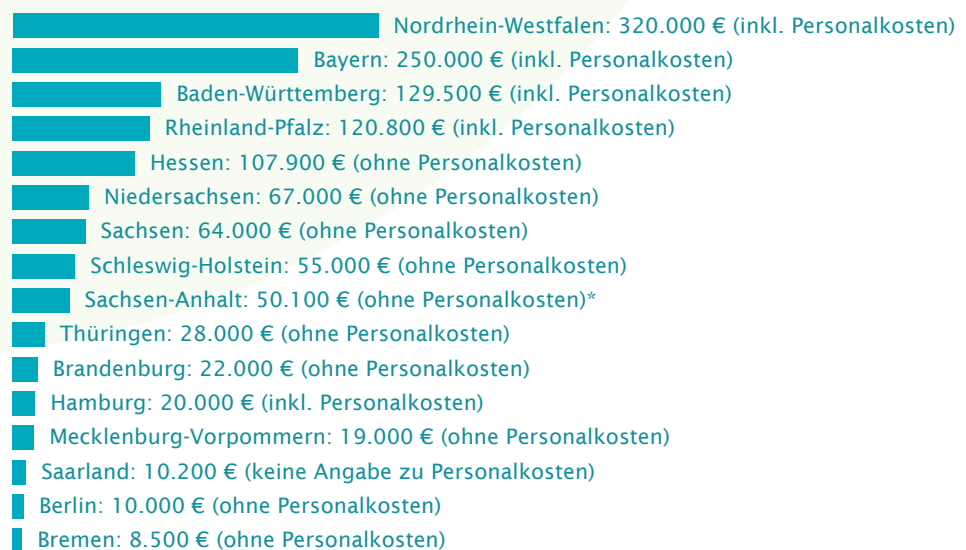 Nordrhein-Westfalen: 320.000 € (inkl. Personalkosten)
Bayern: 250.000 € (inkl. Personalkosten)
Baden-Württemberg: 129.500 € (inkl. Personalkosten)
Rheinland-Pfalz: 120.800 € (inkl. Personalkosten)
Hessen: 107.900 € (ohne Personalkosten)
Niedersachsen: 67.000 € (ohne Personalkosten)
Sachsen: 64.000 € (ohne Personalkosten)
Schleswig-Holstein: 55.000 € (ohne Personalkosten)
Sachsen-Anhalt: 50.100 € (ohne Personalkosten)*
Thüringen: 28.000 € (ohne Personalkosten)
Brandenburg: 22.000 € (ohne Personalkosten)
Hamburg: 20.000 € (inkl. Personalkosten)
Mecklenburg-Vorpommern: 19.000 € (ohne Personalkosten)
Saarland: 10.200 € (keine Angabe zu Personalkosten)
Berlin: 10.000 € (ohne Personalkosten)
Bremen: 8.500 € (ohne Personalkosten)